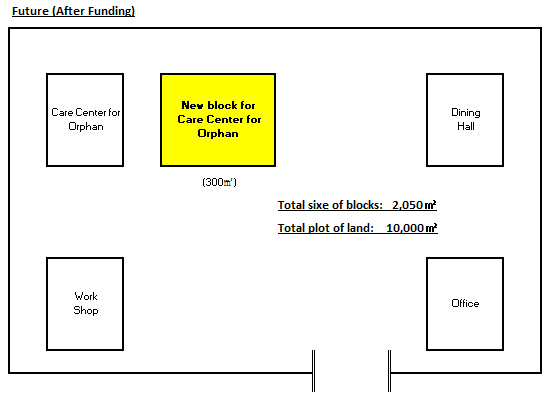 Future (After Funding)
Care Center for
Orphan
New block for
Care Center for
Orphan
Dining
Hall
(300㎡)
Total sixe of blocks: 2,050㎡
Total plot of land: 10,000㎡
Work
Shop
Office